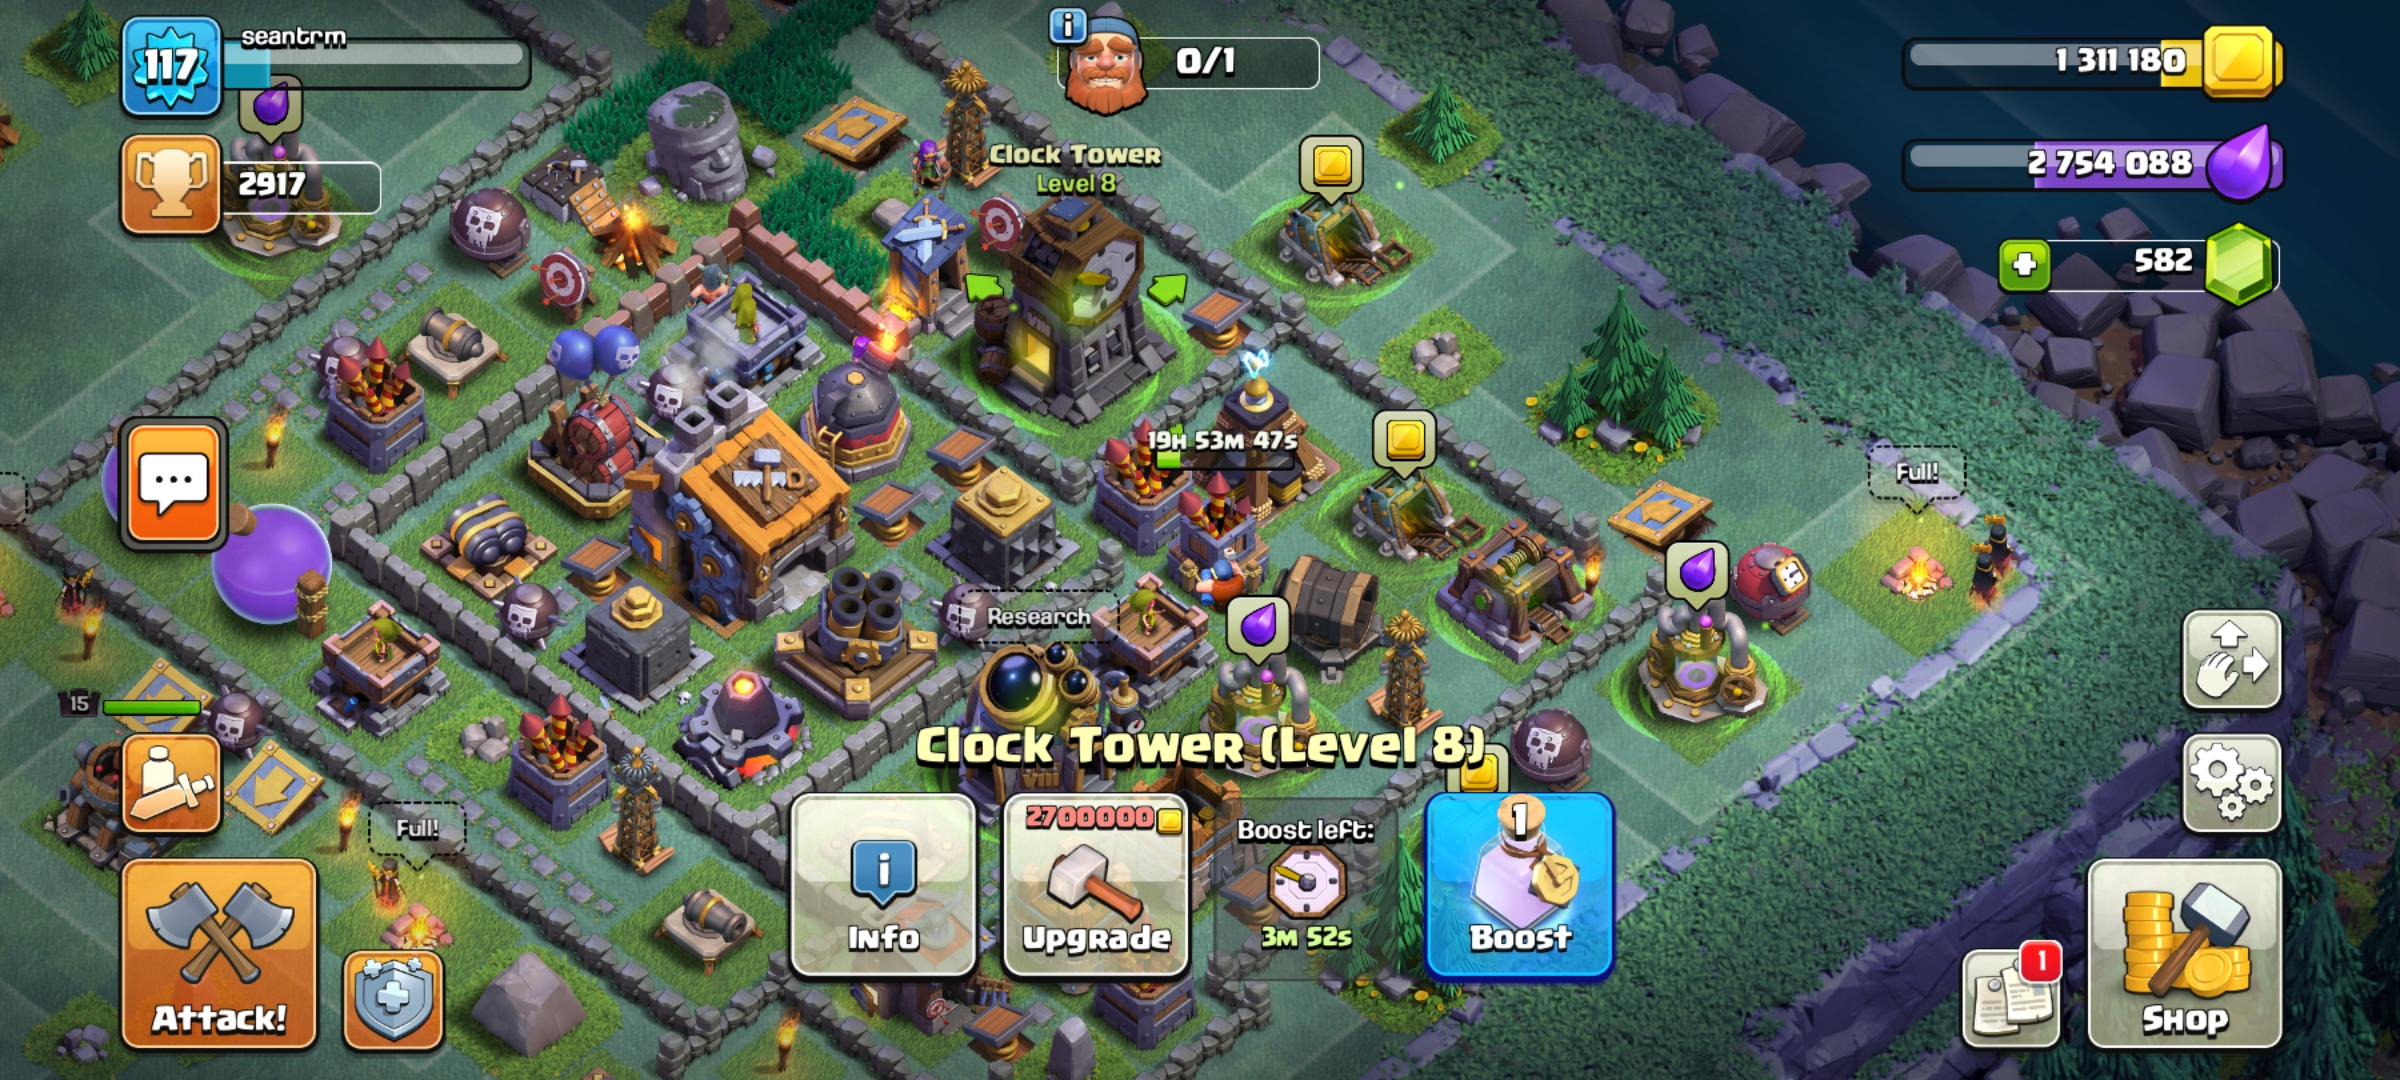 117
seantrm
0/1
1 311 180
2917
Clock Tower
Level 8
2 754 088
582
19H 53M 47s
Full!
Research
15
Clock Tower (Level 8)
Full!
Info
2700000
Upgrade
Boost left:
3M 52s
1
Boost
Attack!
1
Shop